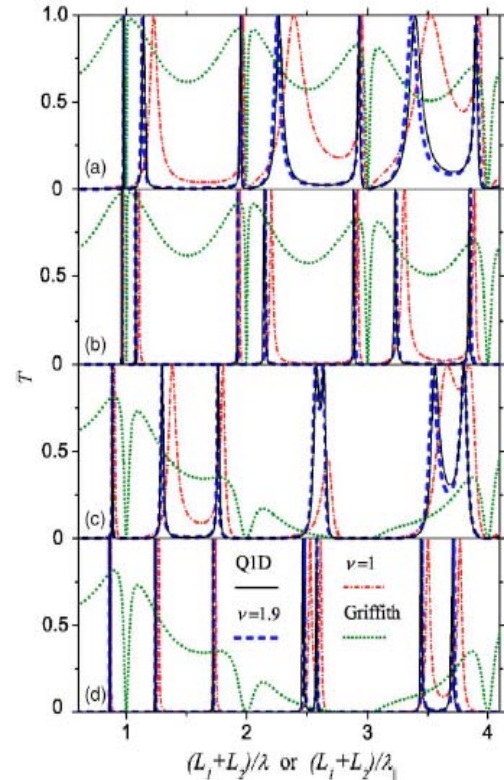 1.0
0.5
(a)
0
0.5
(b)
T
0
0.5
(c)
0
Q1D ν=1
0.5
ν=1.9 Griffith
(d)
0
1 2 3 4
(L₁+L₂)/λ or (L₁+L₂)/λ∥